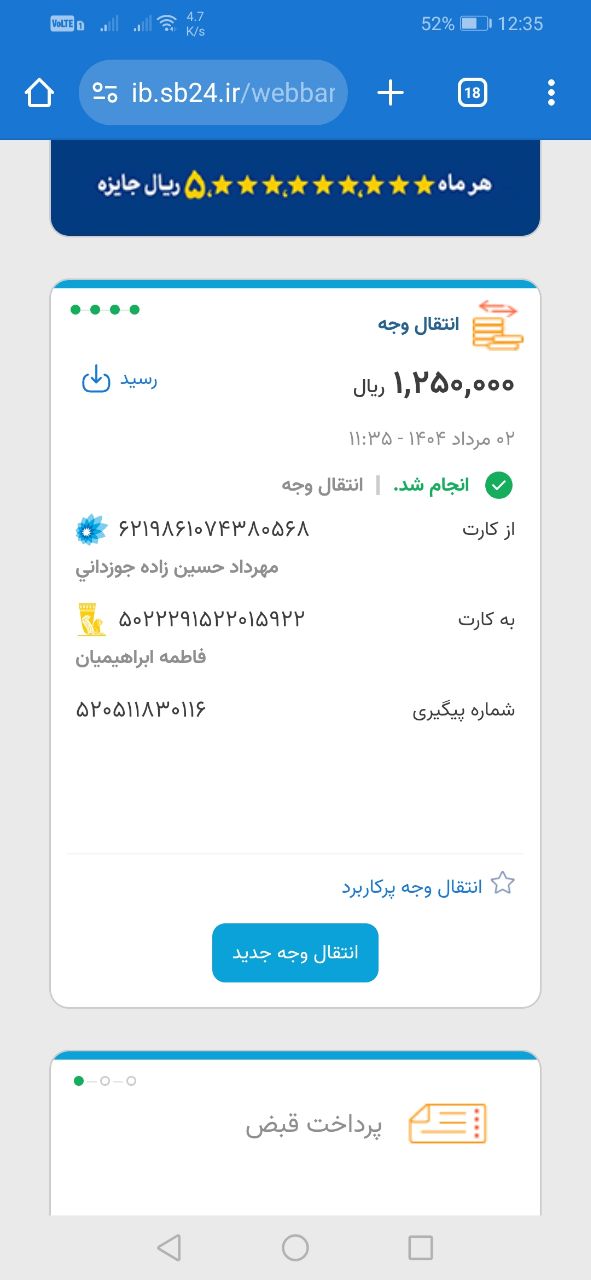 4.7 K/s
52%
12:35
ib.sb24.ir/webbar
18
هر ماه ۵,★★★,★★★,★★★ ریال جایزه
انتقال وجه
۱,۲۵۰,۰۰۰ ریال
رسید
۰۲ مرداد ۱۴۰۴ - ۱۱:۳۵
انجام شد. | انتقال وجه
از کارت ۶۲۱۹۸۶۱۰۷۴۳۸۰۵۶۸
مهرداد حسين زاده جوزداني
به کارت ۵۰۲۲۲۹۱۵۲۲۰۱۵۹۲۲
فاطمه ابراهیمیان
شماره پیگیری ۵۲۰۵۱۱۸۳۰۱۱۶
انتقال وجه پرکاربرد
انتقال وجه جدید
پرداخت قبض